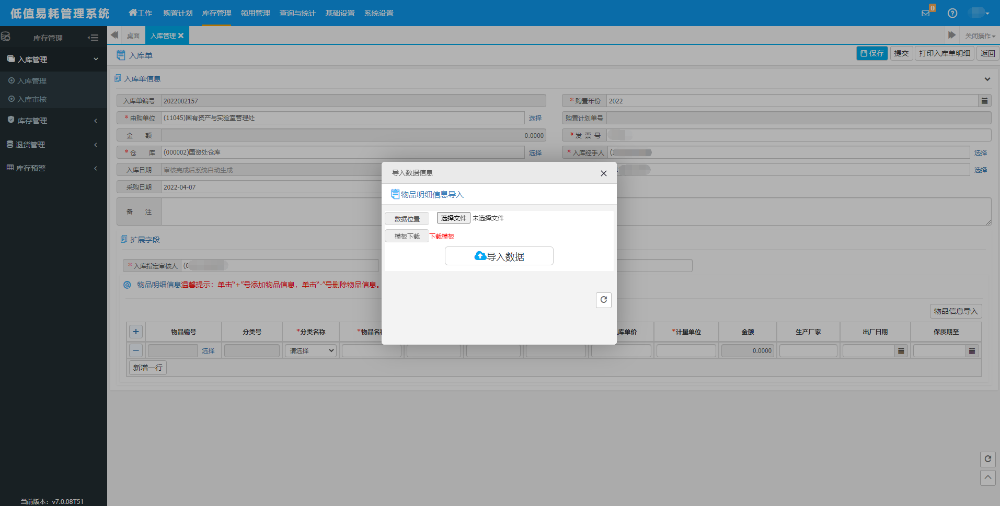 低值易耗管理系统 工作 购置计划 库存管理 领用管理 查询与统计 基础设置 系统设置 0
库存管理 桌面 入库管理 关闭操作
入库管理
入库管理
入库审核
库存管理
退货管理
库存预警
当前版本：v7.0.08T51
入库单 保存 提交 打印入库单明细 返回
入库单信息
入库单编号 2022002157 * 购置年份 2022
* 申购单位 (11045)国有资产与实验室管理处 选择 购置计划单号
金 额 0.0000 * 发 票 号
* 仓 库 (000002)国资处仓库 选择 * 入库经手人 ( 选择
入库日期 审核完成后系统自动生成 选择
采购日期 2022-04-07
备 注
扩展字段
* 入库指定审核人 (0
物品明细信息温馨提示：单击“+”号添加物品信息，单击“-”号删除物品信息。
物品信息导入
物品编号 分类号 *分类名称 *物品名 库单价 *计量单位 金额 生产厂家 出厂日期 保质期至
选择 请选择 0.0000
新增一行
导入数据信息
物品明细信息导入
数据位置 选择文件 未选择文件
模板下载 下载模板
导入数据